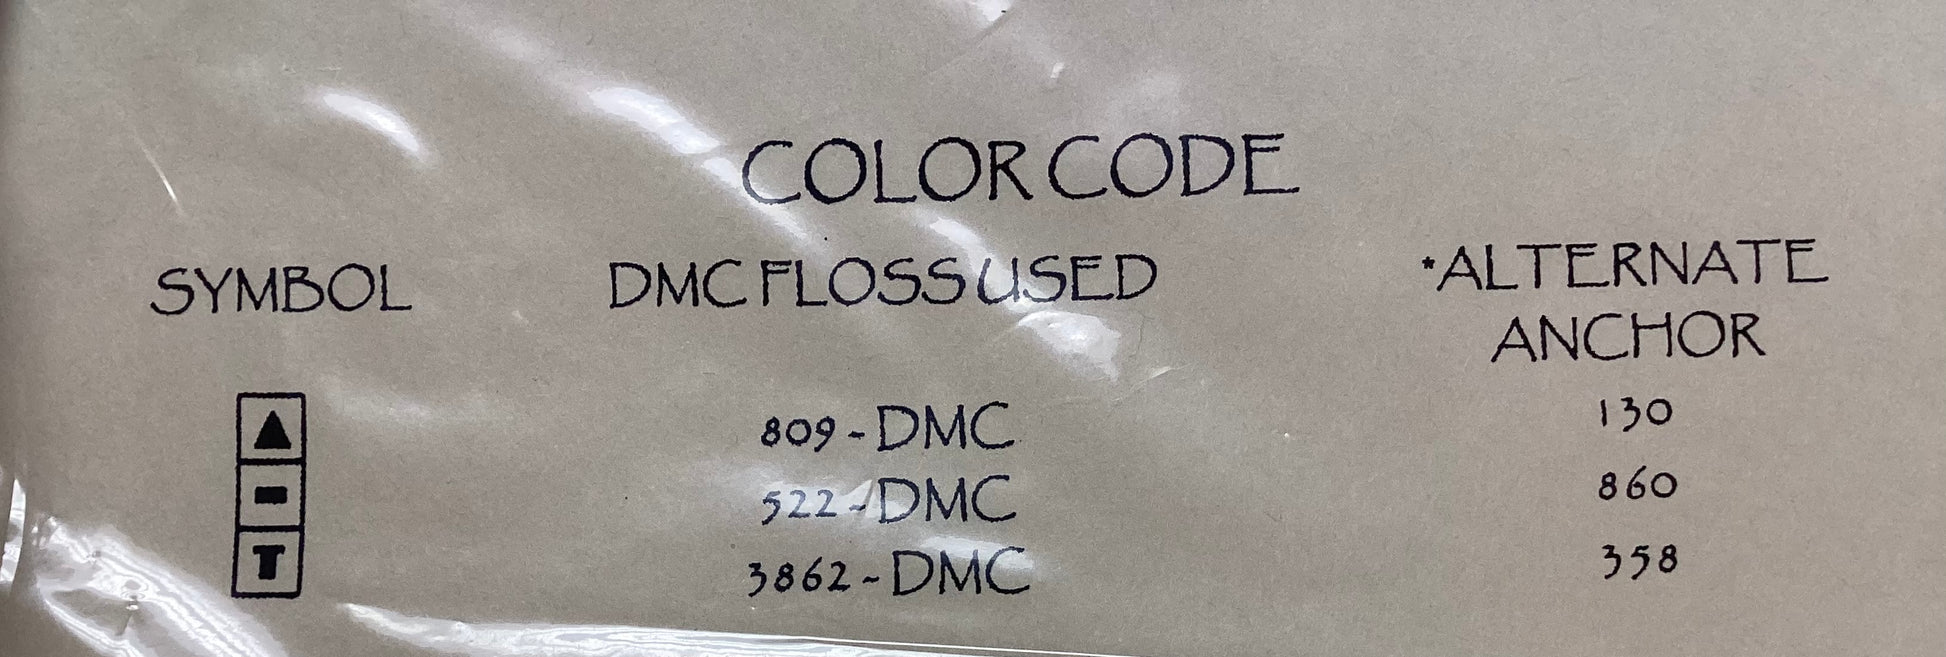 COLOR CODE
SYMBOL DMC FLOSS USED *ALTERNATE
ANCHOR
▲ 809-DMC 130
▬ 522-DMC 860
T 3862-DMC 358